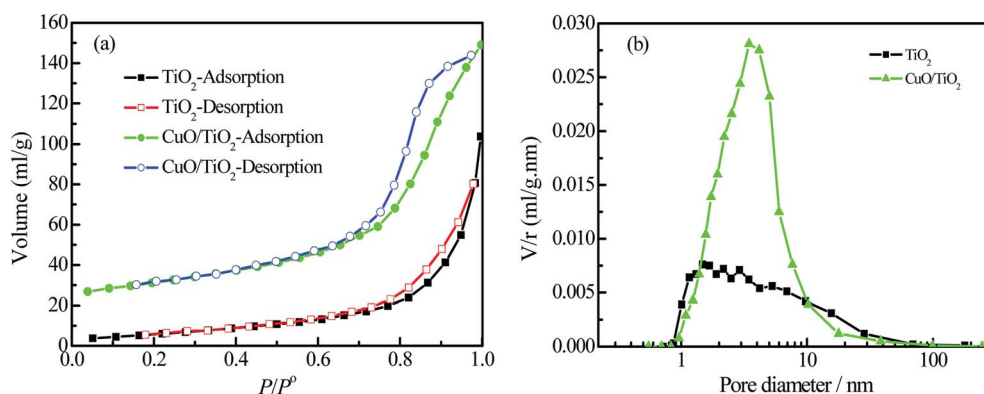 (a)
TiO2-Adsorption
TiO2-Desorption
CuO/TiO2-Adsorption
CuO/TiO2-Desorption
Volume (ml/g)
160
140
120
100
80
60
40
20
0
0.0 0.2 0.4 0.6 0.8 1.0
P/Po
(b)
TiO2
CuO/TiO2
V/r (ml/g.nm)
0.030
0.025
0.020
0.015
0.010
0.005
0.000
1 10 100
Pore diameter / nm